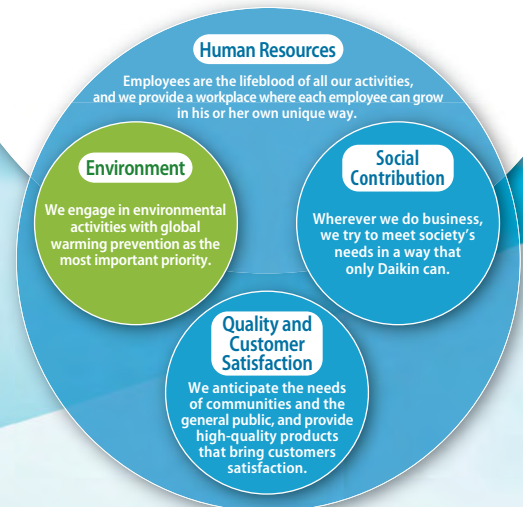 Human Resources
Employees are the lifeblood of all our activities,
and we provide a workplace where each employee can grow
in his or her own unique way.
Environment
We engage in environmental
activities with global
warming prevention as the
most important priority.
Social
Contribution
Wherever we do business,
we try to meet society's
needs in a way that
only Daikin can.
Quality and
Customer
Satisfaction
We anticipate the needs
of communities and the
general public, and provide
high-quality products
that bring customers
satisfaction.